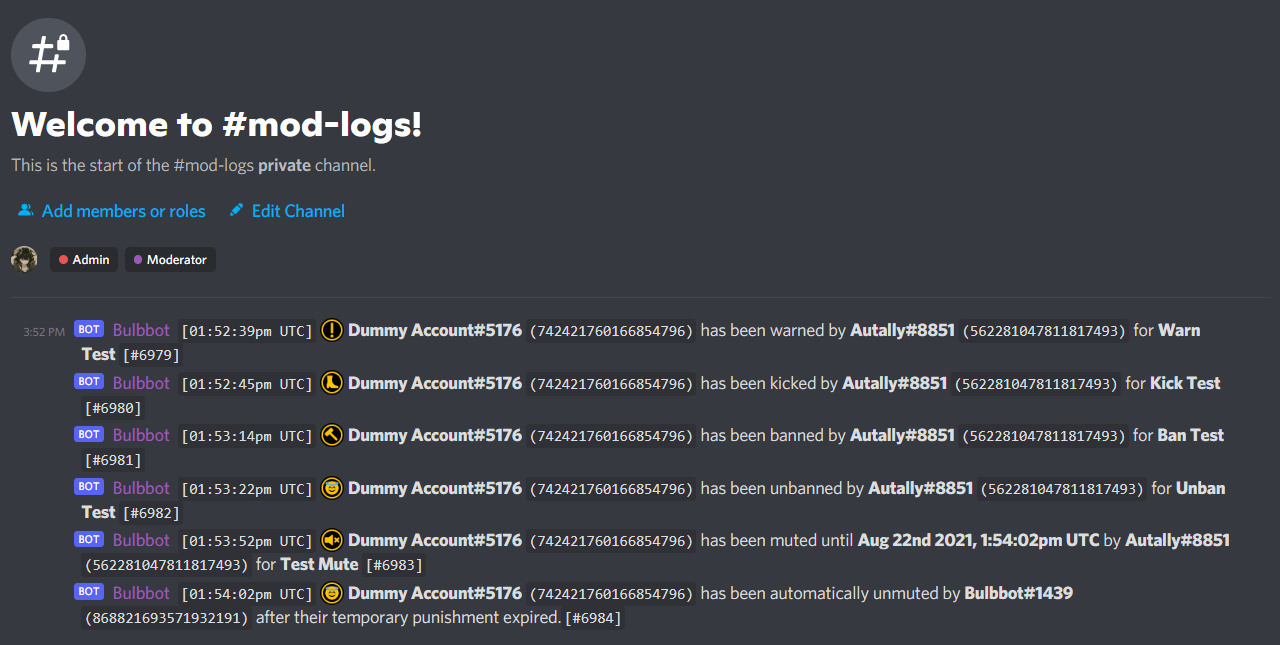 Welcome to #mod-logs!
This is the start of the #mod-logs private channel.
Add members or roles Edit Channel
Admin Moderator
3:52 PM BOT Bulbbot [01:52:39pm UTC] Dummy Account#5176 (742421760166854796) has been warned by Autally#8851 (562281047811817493) for Warn
Test [#6979]
BOT Bulbbot [01:52:45pm UTC] Dummy Account#5176 (742421760166854796) has been kicked by Autally#8851 (562281047811817493) for Kick Test
[#6980]
BOT Bulbbot [01:53:14pm UTC] Dummy Account#5176 (742421760166854796) has been banned by Autally#8851 (562281047811817493) for Ban Test
[#6981]
BOT Bulbbot [01:53:22pm UTC] Dummy Account#5176 (742421760166854796) has been unbanned by Autally#8851 (562281047811817493) for Unban
Test [#6982]
BOT Bulbbot [01:53:52pm UTC] Dummy Account#5176 (742421760166854796) has been muted until Aug 22nd 2021, 1:54:02pm UTC by Autally#8851
(562281047811817493) for Test Mute [#6983]
BOT Bulbbot [01:54:02pm UTC] Dummy Account#5176 (742421760166854796) has been automatically unmuted by Bulbbot#1439
(868821693571932191) after their temporary punishment expired. [#6984]